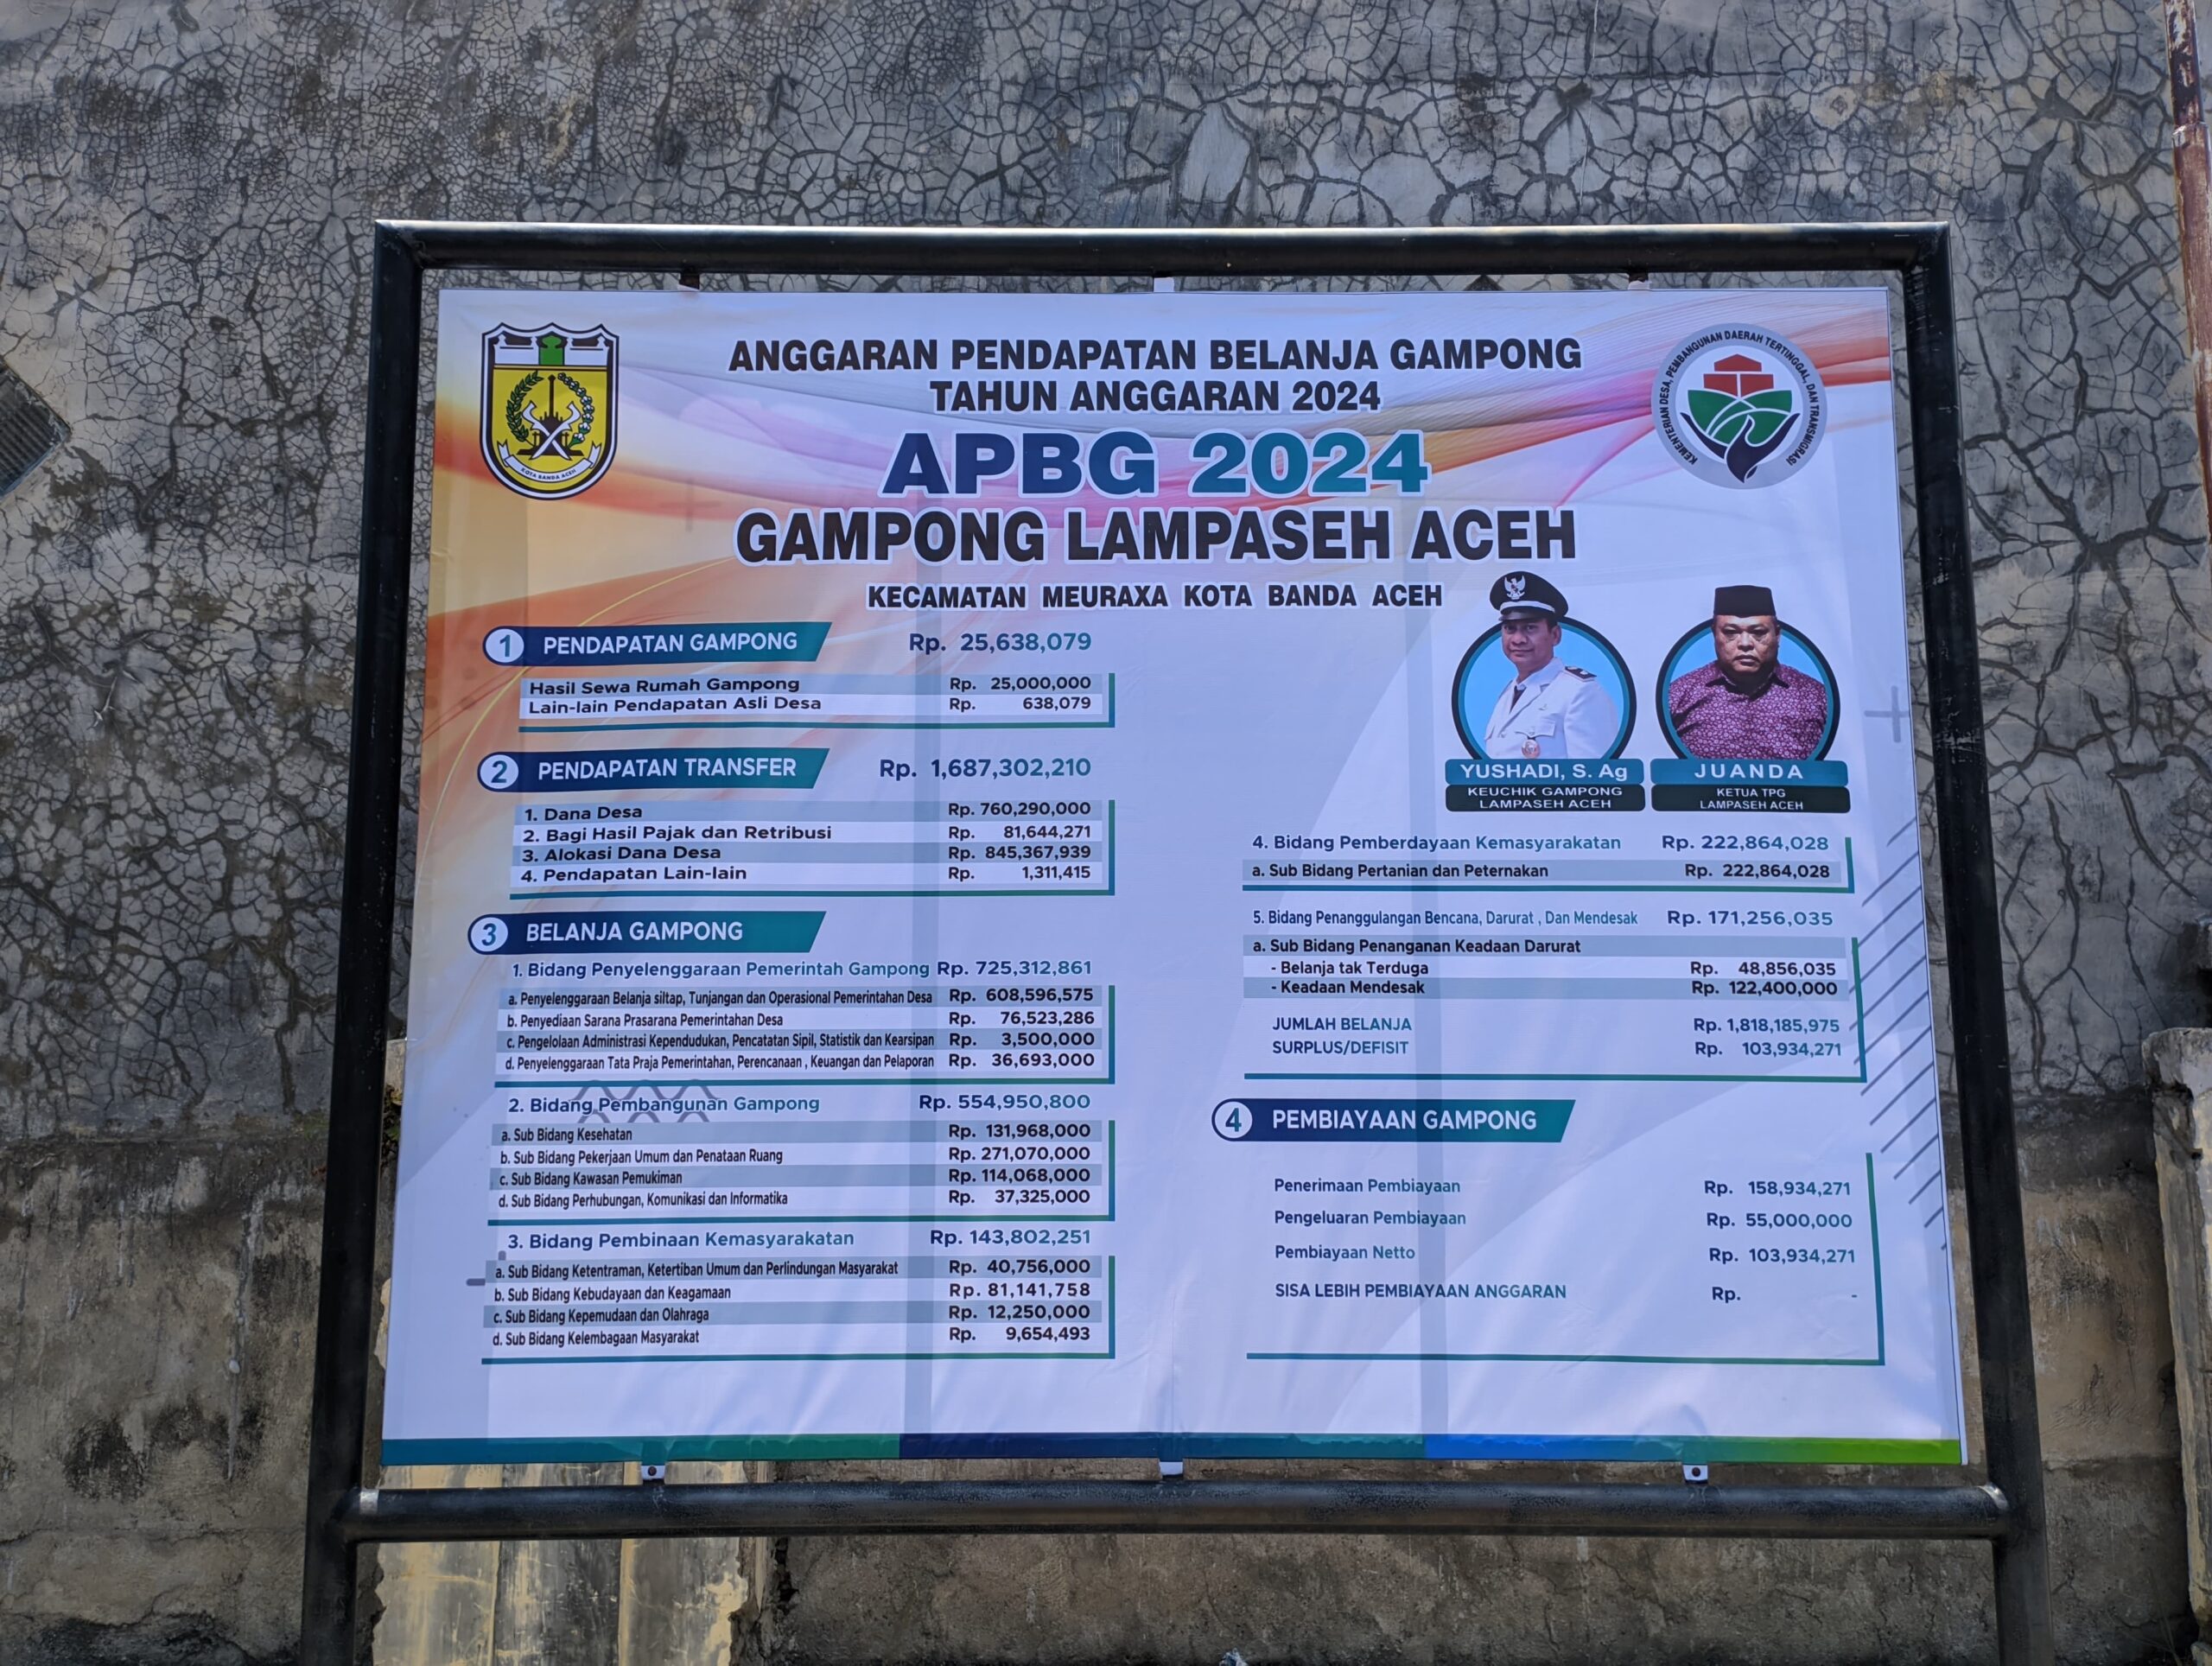 ANGGARAN PENDAPATAN BELANJA GAMPONG
TAHUN ANGGARAN 2024
APBG 2024
GAMPONG LAMPASEH ACEH
KECAMATAN MEURAXA KOTA BANDA ACEH
KOTA BANDA ACEH
KEMENTERIAN DESA, PEMBANGUNAN DAERAH TERTINGGAL, DAN TRANSMIGRASI
1 PENDAPATAN GAMPONG Rp. 25,638,079
Hasil Sewa Rumah Gampong Rp. 25,000,000
Lain-lain Pendapatan Asli Desa Rp. 638,079
2 PENDAPATAN TRANSFER Rp. 1,687,302,210
1. Dana Desa Rp. 760,290,000
2. Bagi Hasil Pajak dan Retribusi Rp. 81,644,271
3. Alokasi Dana Desa Rp. 845,367,939
4. Pendapatan Lain-lain Rp. 1,311,415
3 BELANJA GAMPONG
1. Bidang Penyelenggaraan Pemerintah Gampong Rp. 725,312,861
a. Penyelenggaraan Belanja siltap, Tunjangan dan Operasional Pemerintahan Desa Rp. 608,596,575
b. Penyediaan Sarana Prasarana Pemerintahan Desa Rp. 76,523,286
c. Pengelolaan Administrasi Kependudukan, Pencatatan Sipil, Statistik dan Kearsipan Rp. 3,500,000
d. Penyelenggaraan Tata Praja Pemerintahan, Perencanaan , Keuangan dan Pelaporan Rp. 36,693,000
2. Bidang Pembangunan Gampong Rp. 554,950,800
a. Sub Bidang Kesehatan Rp. 131,968,000
b. Sub Bidang Pekerjaan Umum dan Penataan Ruang Rp. 271,070,000
c. Sub Bidang Kawasan Pemukiman Rp. 114,068,000
d. Sub Bidang Perhubungan, Komunikasi dan Informatika Rp. 37,325,000
3. Bidang Pembinaan Kemasyarakatan Rp. 143,802,251
a. Sub Bidang Ketentraman, Ketertiban Umum dan Perlindungan Masyarakat Rp. 40,756,000
b. Sub Bidang Kebudayaan dan Keagamaan Rp. 81,141,758
c. Sub Bidang Kepemudaan dan Olahraga Rp. 12,250,000
d. Sub Bidang Kelembagaan Masyarakat Rp. 9,654,493
YUSHADI, S. Ag
KEUCHIK GAMPONG
LAMPASEH ACEH
JUANDA
KETUA TPG
LAMPASEH ACEH
4. Bidang Pemberdayaan Kemasyarakatan Rp. 222,864,028
a. Sub Bidang Pertanian dan Peternakan Rp. 222,864,028
5. Bidang Penanggulangan Bencana, Darurat , Dan Mendesak Rp. 171,256,035
a. Sub Bidang Penanganan Keadaan Darurat
- Belanja tak Terduga Rp. 48,856,035
- Keadaan Mendesak Rp. 122,400,000
JUMLAH BELANJA Rp. 1,818,185,975
SURPLUS/DEFISIT Rp. 103,934,271
4 PEMBIAYAAN GAMPONG
Penerimaan Pembiayaan Rp. 158,934,271
Pengeluaran Pembiayaan Rp. 55,000,000
Pembiayaan Netto Rp. 103,934,271
SISA LEBIH PEMBIAYAAN ANGGARAN Rp. -